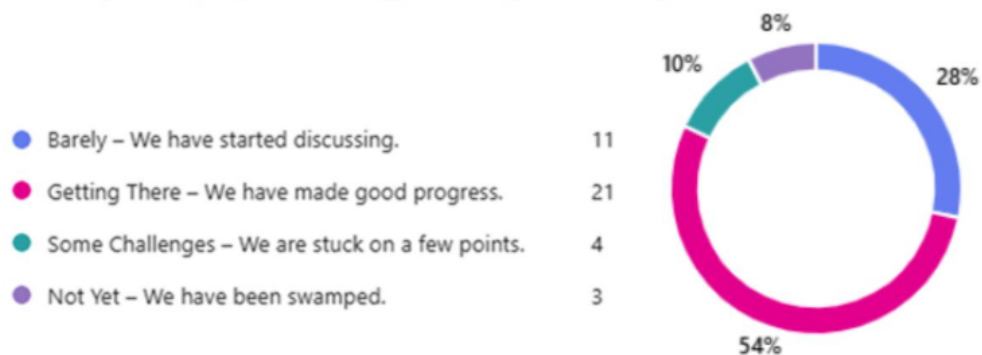 8%
10%
28%
Barely – We have started discussing. 11
Getting There – We have made good progress. 21
Some Challenges – We are stuck on a few points. 4
Not Yet – We have been swamped. 3
54%